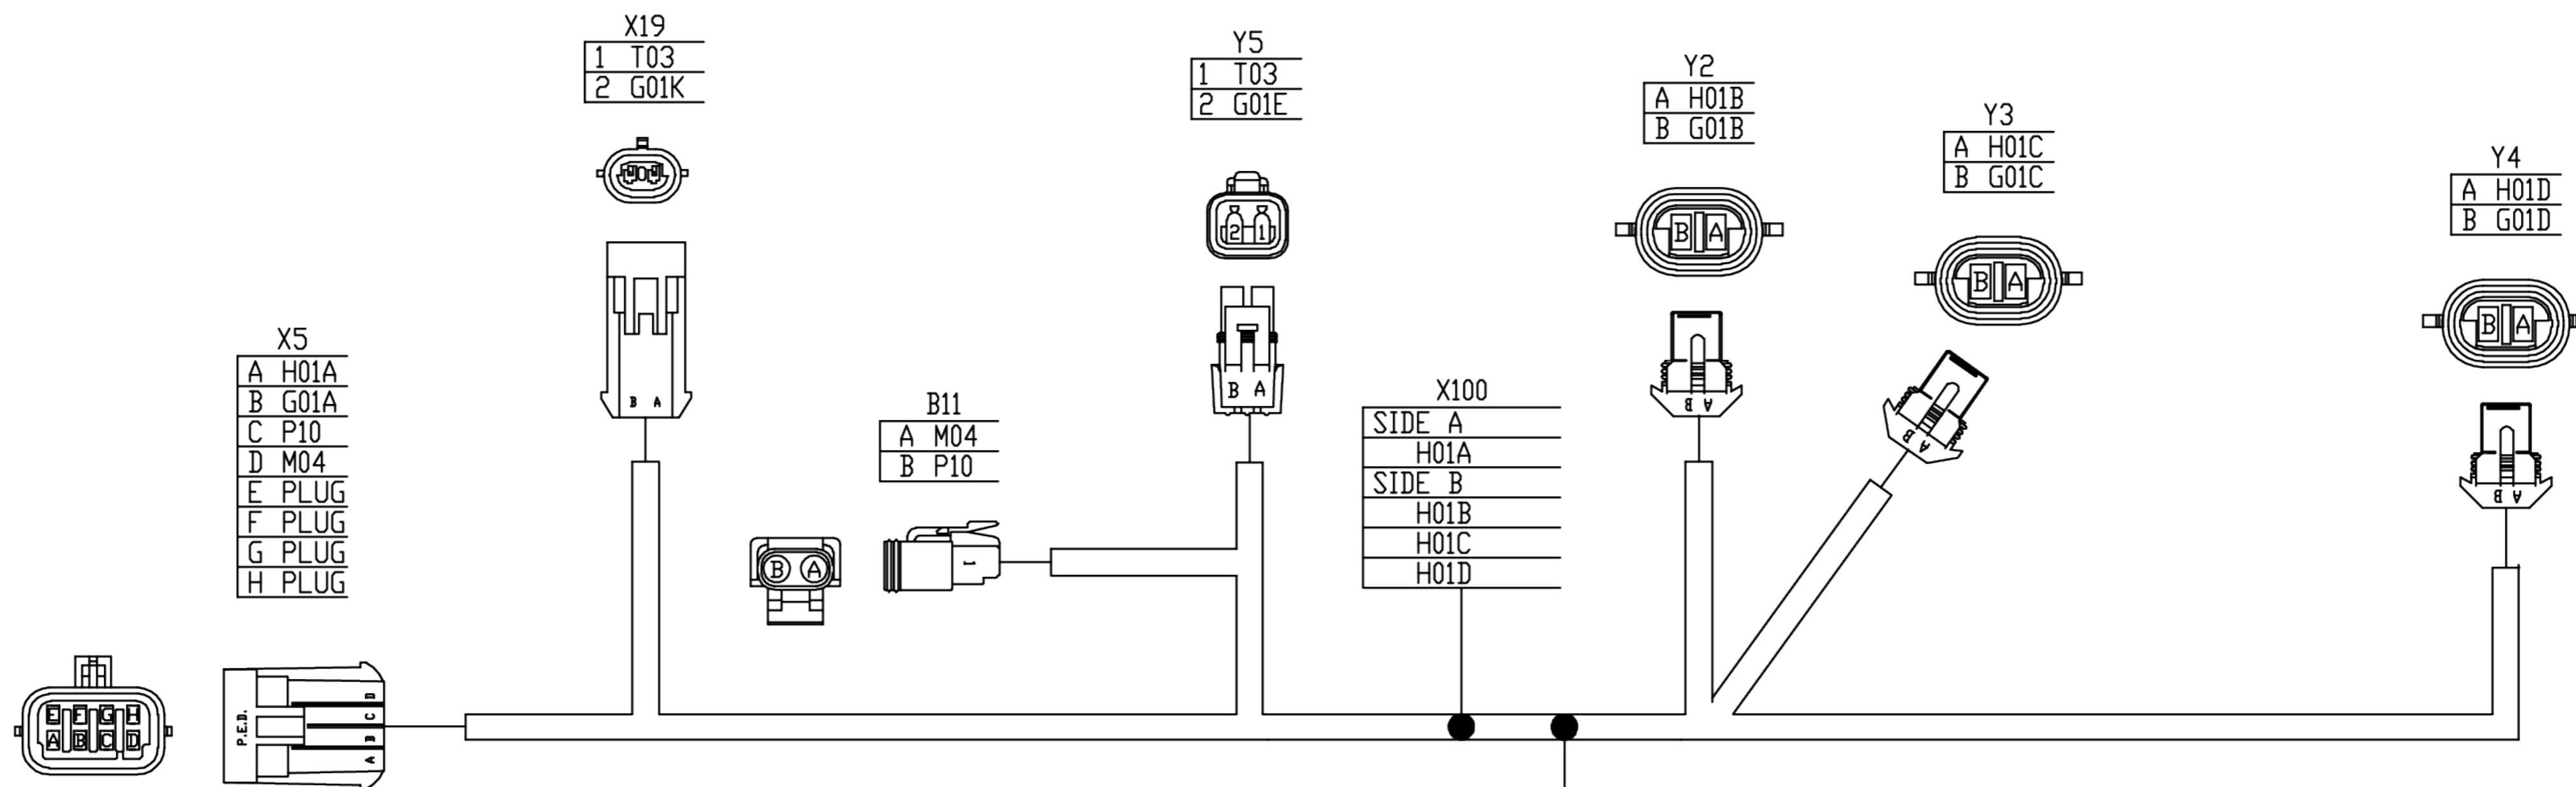 X19
1 T03
2 G01K
Y5
1 T03
2 G01E
Y2
A H01B
B G01B
Y3
A H01C
B G01C
Y4
A H01D
B G01D
X5
A H01A
B G01A
C P10
D M04
E PLUG
F PLUG
G PLUG
H PLUG
B11
A M04
B P10
X100
SIDE A
H01A
SIDE B
H01B
H01C
H01D
2 1
B A
B A
B A
B A
B A
B A
A B
A B
A B
B A
1
E F G H
A B C D
P.E.D.
D
C
B
A